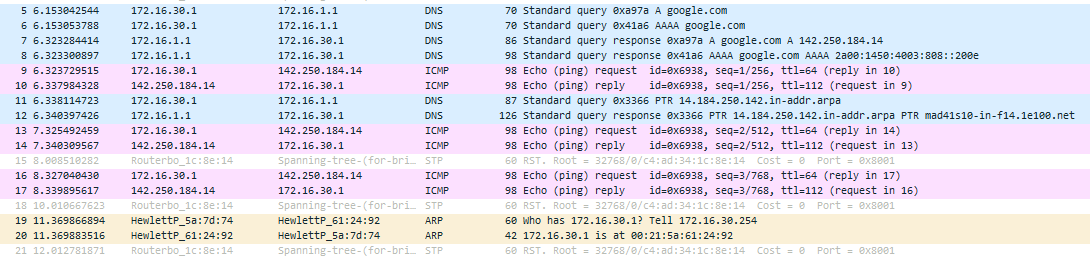 5 6.153042544 172.16.30.1 172.16.1.1 DNS 70 Standard query 0xa97a A google.com
6 6.153053788 172.16.30.1 172.16.1.1 DNS 70 Standard query 0x41a6 AAAA google.com
7 6.323284414 172.16.1.1 172.16.30.1 DNS 86 Standard query response 0xa97a A google.com A 142.250.184.14
8 6.323300897 172.16.1.1 172.16.30.1 DNS 98 Standard query response 0x41a6 AAAA google.com AAAA 2a00:1450:4003:808::200e
9 6.323729515 172.16.30.1 142.250.184.14 ICMP 98 Echo (ping) request id=0x6938, seq=1/256, ttl=64 (reply in 10)
10 6.337984328 142.250.184.14 172.16.30.1 ICMP 98 Echo (ping) reply id=0x6938, seq=1/256, ttl=112 (request in 9)
11 6.338114723 172.16.30.1 172.16.1.1 DNS 87 Standard query 0x3366 PTR 14.184.250.142.in-addr.arpa
12 6.340397426 172.16.1.1 172.16.30.1 DNS 126 Standard query response 0x3366 PTR 14.184.250.142.in-addr.arpa PTR mad41s10-in-f14.1e100.net
13 7.325492459 172.16.30.1 142.250.184.14 ICMP 98 Echo (ping) request id=0x6938, seq=2/512, ttl=64 (reply in 14)
14 7.340309567 142.250.184.14 172.16.30.1 ICMP 98 Echo (ping) reply id=0x6938, seq=2/512, ttl=112 (request in 13)
15 8.008510282 Routerbo_1c:8e:14 Spanning-tree-(for-bri… STP 60 RST. Root = 32768/0/c4:ad:34:1c:8e:14 Cost = 0 Port = 0x8001
16 8.327040430 172.16.30.1 142.250.184.14 ICMP 98 Echo (ping) request id=0x6938, seq=3/768, ttl=64 (reply in 17)
17 8.339895617 142.250.184.14 172.16.30.1 ICMP 98 Echo (ping) reply id=0x6938, seq=3/768, ttl=112 (request in 16)
18 10.010667623 Routerbo_1c:8e:14 Spanning-tree-(for-bri… STP 60 RST. Root = 32768/0/c4:ad:34:1c:8e:14 Cost = 0 Port = 0x8001
19 11.369866894 HewlettP_5a:7d:74 HewlettP_61:24:92 ARP 60 Who has 172.16.30.1? Tell 172.16.30.254
20 11.369883516 HewlettP_61:24:92 HewlettP_5a:7d:74 ARP 42 172.16.30.1 is at 00:21:5a:61:24:92
21 12.012781871 Routerbo_1c:8e:14 Spanning-tree-(for-bri… STP 60 RST. Root = 32768/0/c4:ad:34:1c:8e:14 Cost = 0 Port = 0x8001